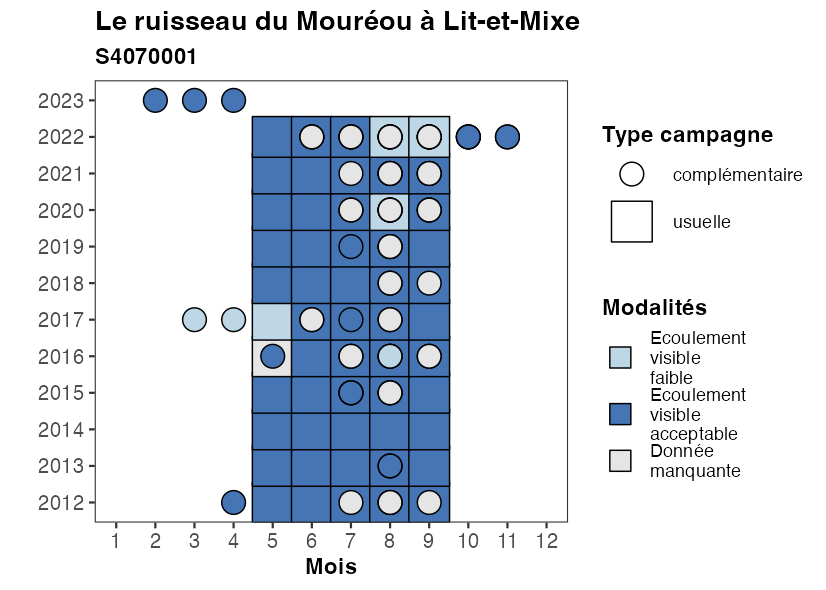 Le ruisseau du Mouréou à Lit-et-Mixe
S4070001
2023
2022
2021
2020
2019
2018
2017
2016
2015
2014
2013
2012
1 2 3 4 5 6 7 8 9 10 11 12
Mois
Type campagne
complémentaire
usuelle
Modalités
Ecoulement
visible
faible
Ecoulement
visible
acceptable
Donnée
manquante